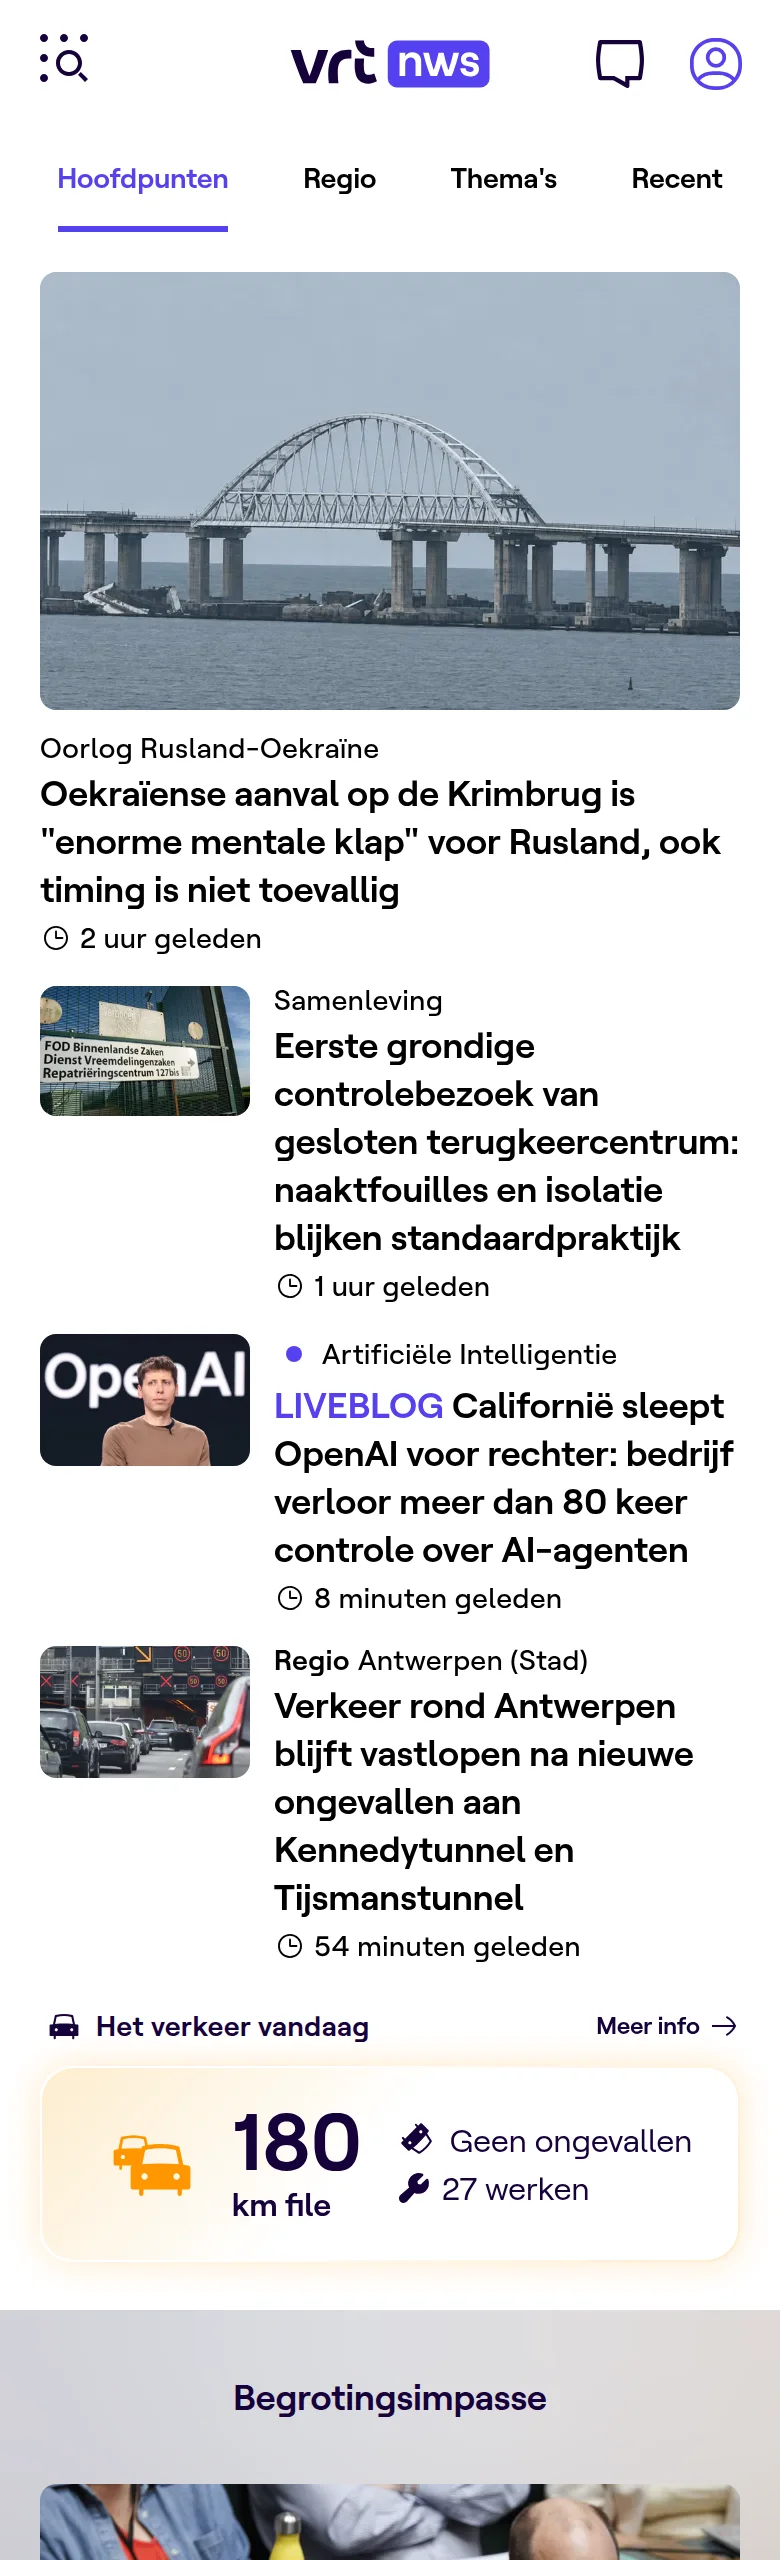 vrt nws
Hoofdpunten Regio Thema's Recent
Oorlog Rusland-Oekraïne
Oekraïense aanval op de Krimbrug is
"enorme mentale klap" voor Rusland, ook
timing is niet toevallig
2 uur geleden
FOD Binnenlandse Zaken
Dienst Vreemdelingenzaken
Repatriëringscentrum 127bis
Samenleving
Eerste grondige
controlebezoek van
gesloten terugkeercentrum:
naaktfouilles en isolatie
blijken standaardpraktijk
1 uur geleden
OpenAI
Artificiële Intelligentie
LIVEBLOG Californië sleept
OpenAI voor rechter: bedrijf
verloor meer dan 80 keer
controle over AI-agenten
8 minuten geleden
50 50
50 50
Regio Antwerpen (Stad)
Verkeer rond Antwerpen
blijft vastlopen na nieuwe
ongevallen aan
Kennedytunnel en
Tijsmanstunnel
54 minuten geleden
Het verkeer vandaag
Meer info
180
km file
Geen ongevallen
27 werken
Begrotingsimpasse